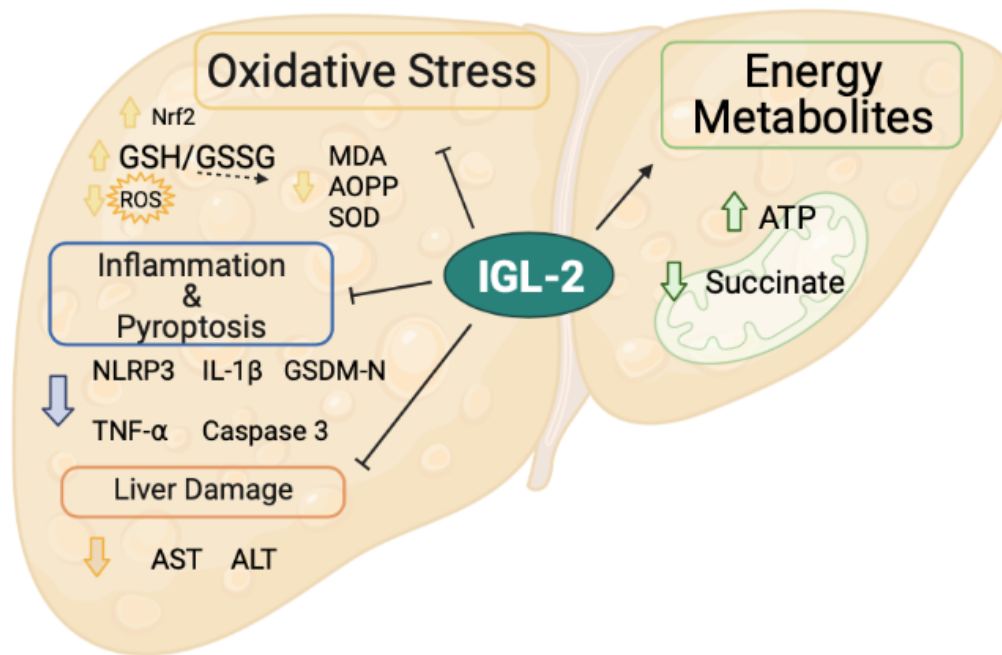 Oxidative Stress
Nrf2
GSH/GSSG
ROS
MDA
AOPP
SOD
Inflammation
&
Pyroptosis
NLRP3 IL-1β GSDM-N
TNF-α Caspase 3
Liver Damage
AST ALT
IGL-2
Energy
Metabolites
ATP
Succinate